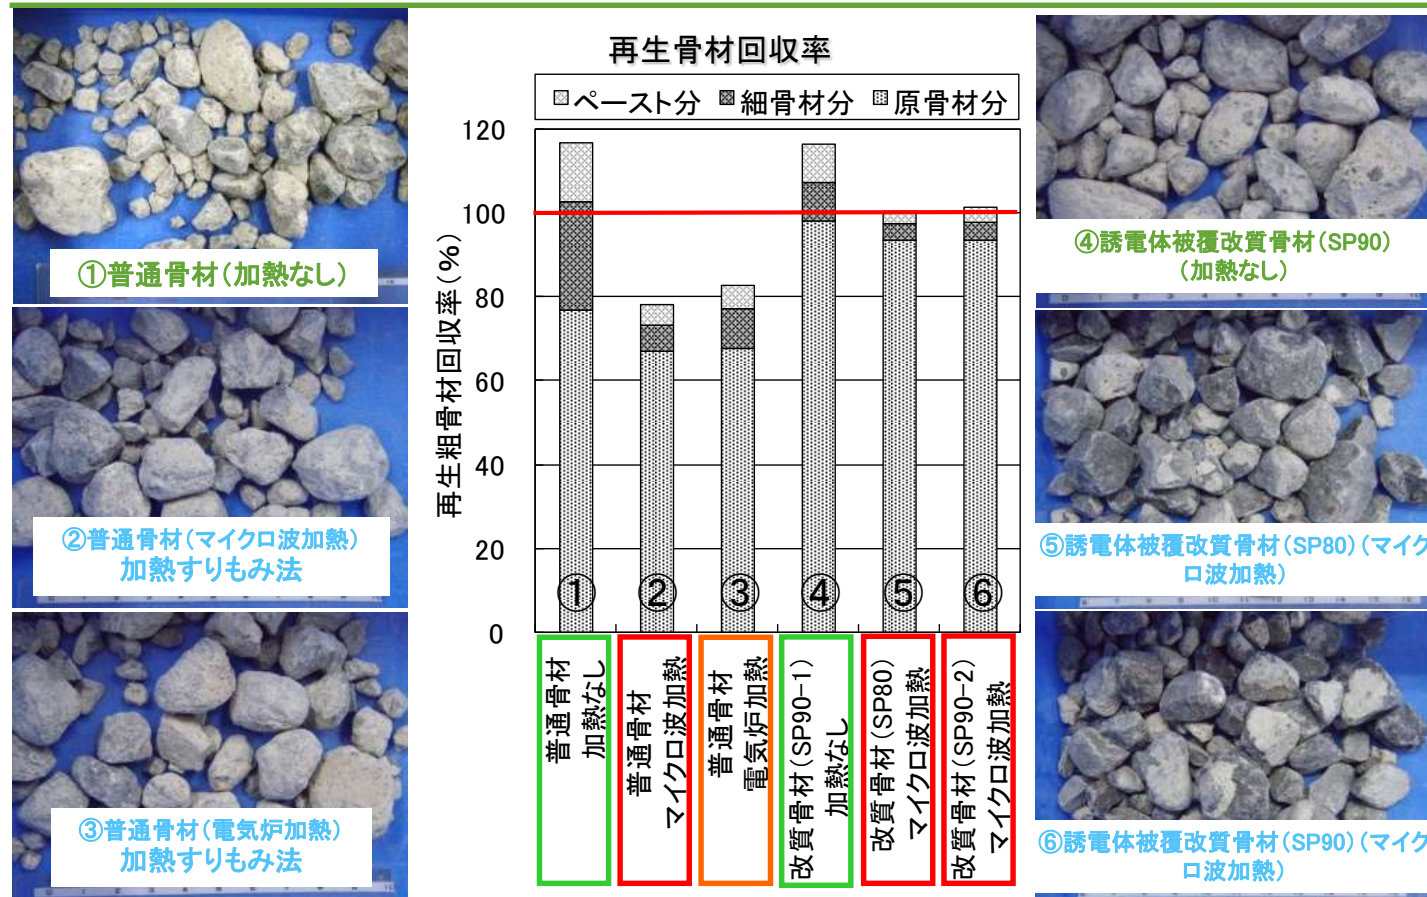 ①普通骨材(加熱なし)
②普通骨材(マイクロ波加熱)
加熱すりもみ法
③普通骨材(電気炉加熱)
加熱すりもみ法
再生骨材回収率
ペースト分 細骨材分 原骨材分
再生粗骨材回収率(%)
120
100
80
60
40
20
0
① ② ③ ④ ⑤ ⑥
普通骨材
加熱なし
普通骨材
マイクロ波加熱
普通骨材
電気炉加熱
改質骨材(SP90-1)
加熱なし
改質骨材(SP80)
マイクロ波加熱
改質骨材(SP90-2)
マイクロ波加熱
④誘電体被覆改質骨材(SP90)
(加熱なし)
⑤誘電体被覆改質骨材(SP80)(マイク
ロ波加熱)
⑥誘電体被覆改質骨材(SP90)(マイク
ロ波加熱)